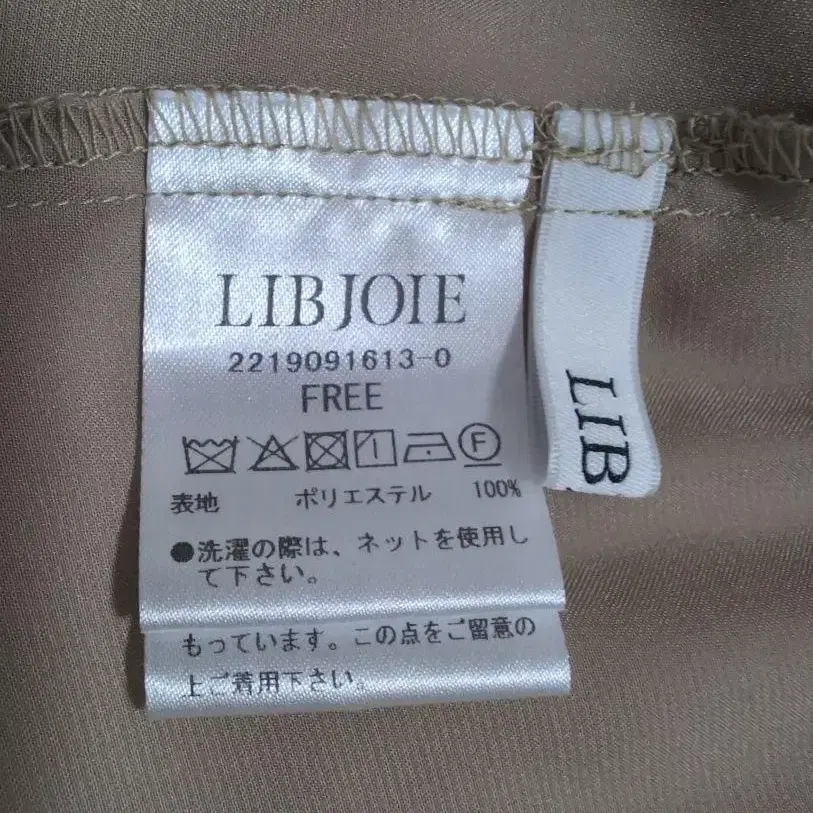 LIBJOIE
2219091613-0
FREE
F
表地 ポリエステル 100%
●洗濯の際は、ネットを使用し
て下さい。
もっています。この点をご留意の
上ご着用下さい。
LIB